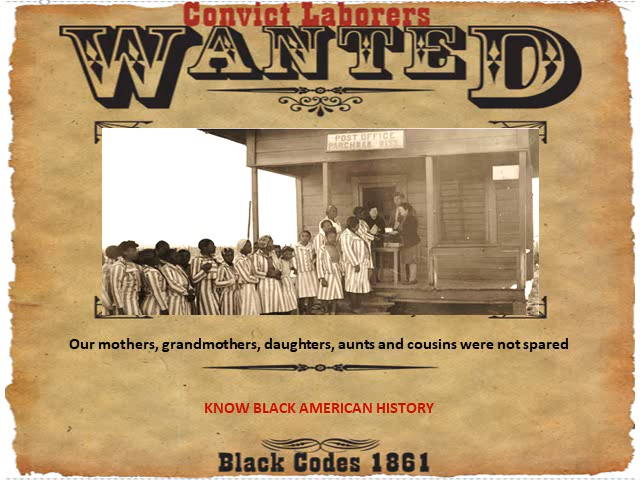 Convict Laborers
WANTED
POST OFFICE
PARCHMAN MISS.
Our mothers, grandmothers, daughters, aunts and cousins were not spared
KNOW BLACK AMERICAN HISTORY
Black Codes 1861